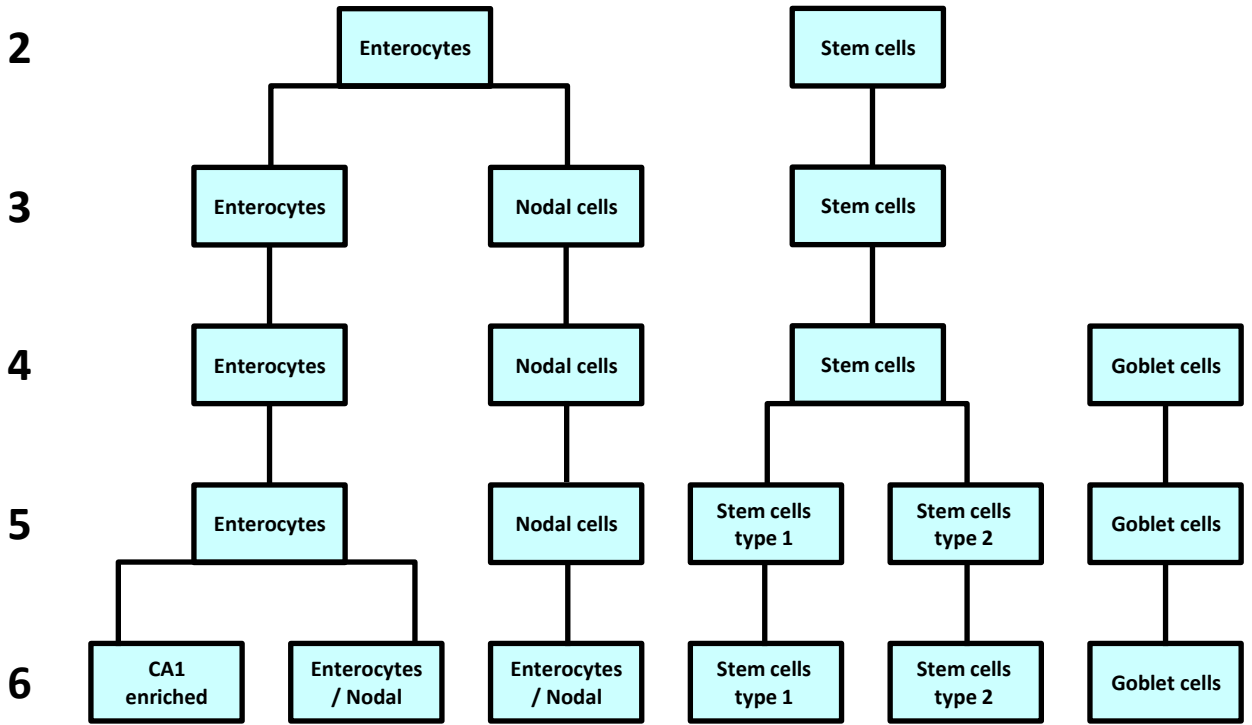 2
Enterocytes
Stem cells
3
Enterocytes
Nodal cells
Stem cells
4
Enterocytes
Nodal cells
Stem cells
Goblet cells
5
Enterocytes
Nodal cells
Stem cells
type 1
Stem cells
type 2
Goblet cells
6
CA1
enriched
Enterocytes
/ Nodal
Enterocytes
/ Nodal
Stem cells
type 1
Stem cells
type 2
Goblet cells